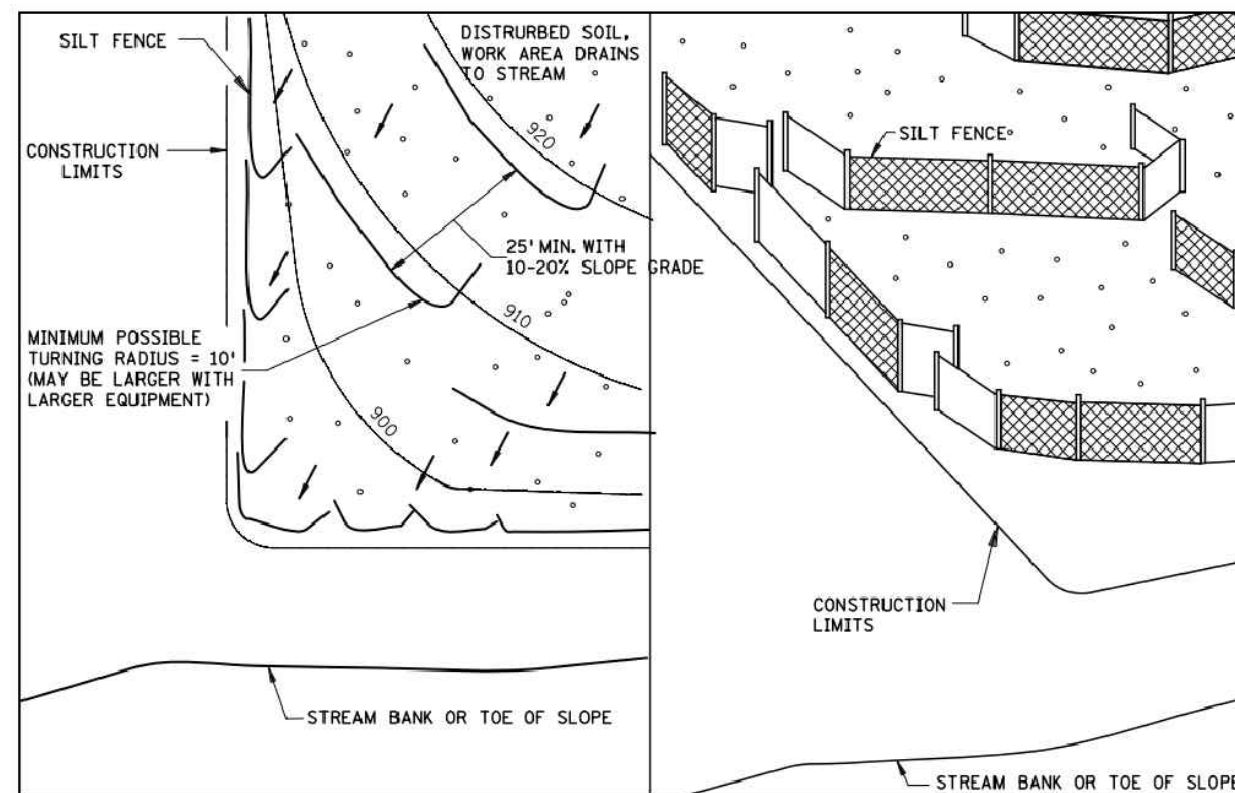 SILT FENCE
DISTRURBED SOIL,
WORK AREA DRAINS
TO STREAM
CONSTRUCTION
LIMITS
920
25' MIN. WITH
10-20% SLOPE GRADE
910
MINIMUM POSSIBLE
TURNING RADIUS = 10'
(MAY BE LARGER WITH
LARGER EQUIPMENT)
900
STREAM BANK OR TOE OF SLOPE
SILT FENCE
CONSTRUCTION
LIMITS
STREAM BANK OR TOE OF SLOPE